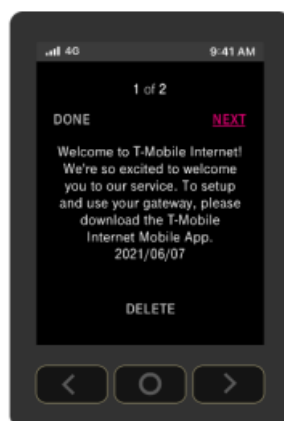 4G 9:41 AM
1 of 2
DONE NEXT
Welcome to T-Mobile Internet!
We're so excited to welcome
you to our service. To setup
and use your gateway, please
download the T-Mobile
Internet Mobile App.
2021/06/07
DELETE